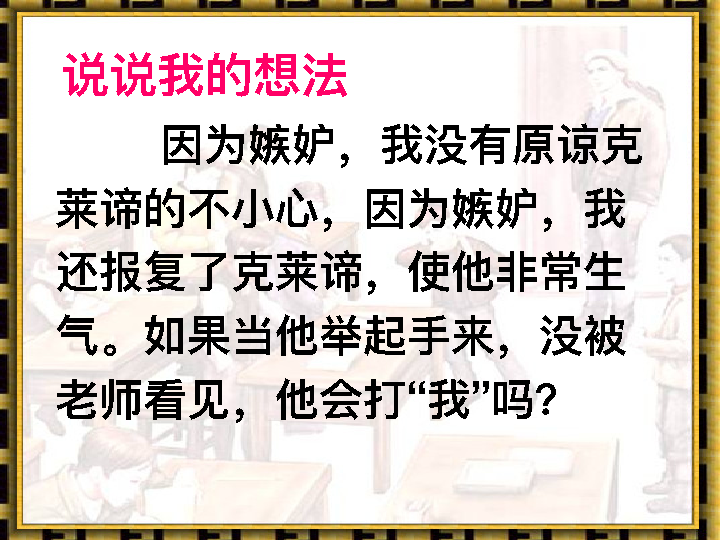 说说我的想法
因为嫉妒，我没有原谅克
莱谛的不小心，因为嫉妒，我
还报复了克莱谛，使他非常生
气。如果当他举起手来，没被
老师看见，他会打“我”吗？